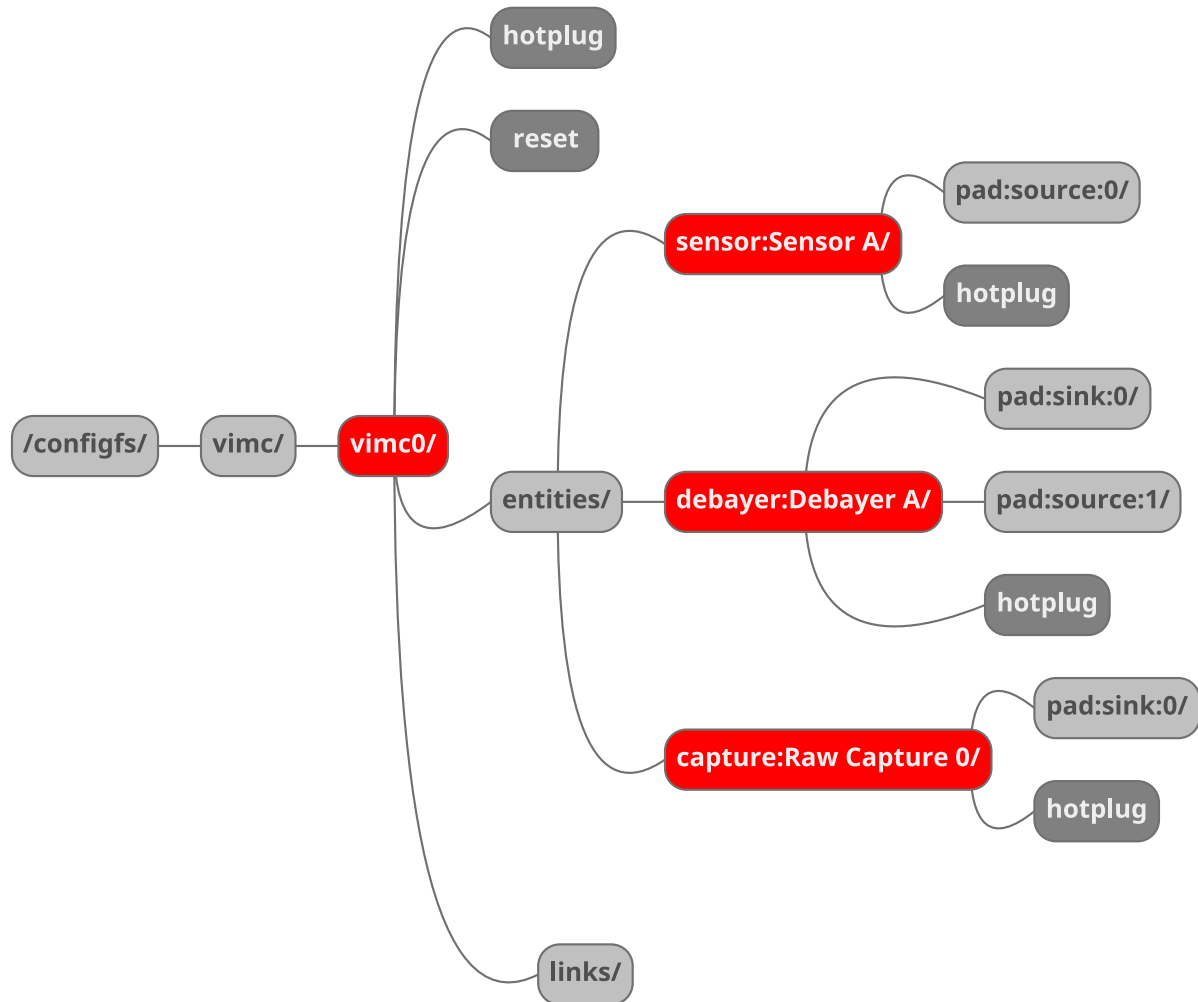 hotplug
reset
pad:source:0/
sensor:Sensor A/
hotplug
pad:sink:0/
/configfs/
vimc/
vimc0/
entities/
debayer:Debayer A/
pad:source:1/
hotplug
pad:sink:0/
capture:Raw Capture 0/
hotplug
links/